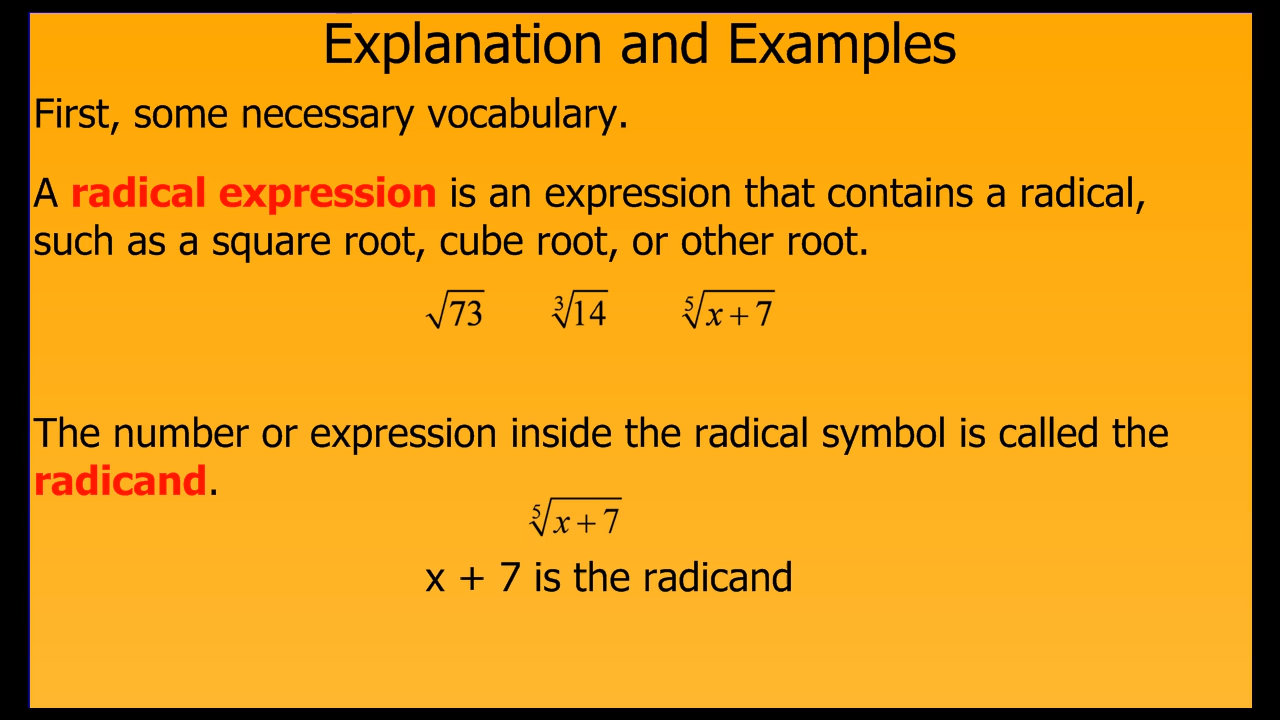 Explanation and Examples
First, some necessary vocabulary.
A radical expression is an expression that contains a radical,
such as a square root, cube root, or other root.
√73 ∛14 ⁵√(x + 7)
The number or expression inside the radical symbol is called the
radicand.
⁵√(x + 7)
x + 7 is the radicand